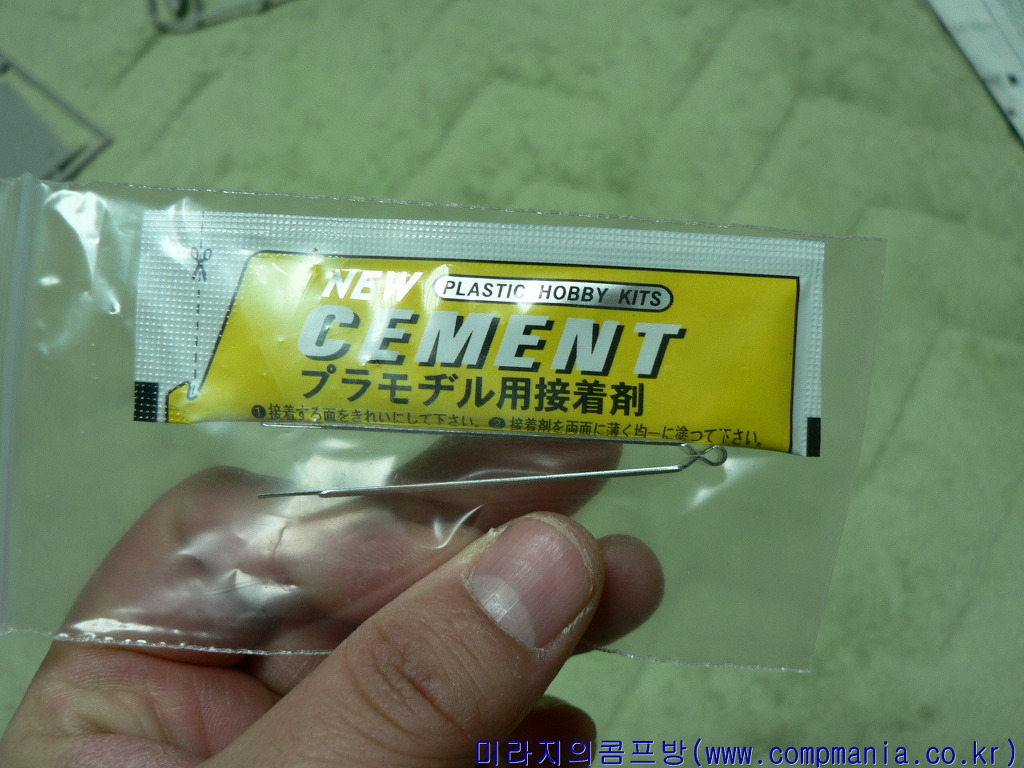 NEW PLASTIC HOBBY KITS
CEMENT
プラモヂル用接着剤
❶接着する面をきれいにして下さい。❷接着剤を両面に薄く均一に塗つて下さい。
미라지의콤프방(www.compmania.co.kr)